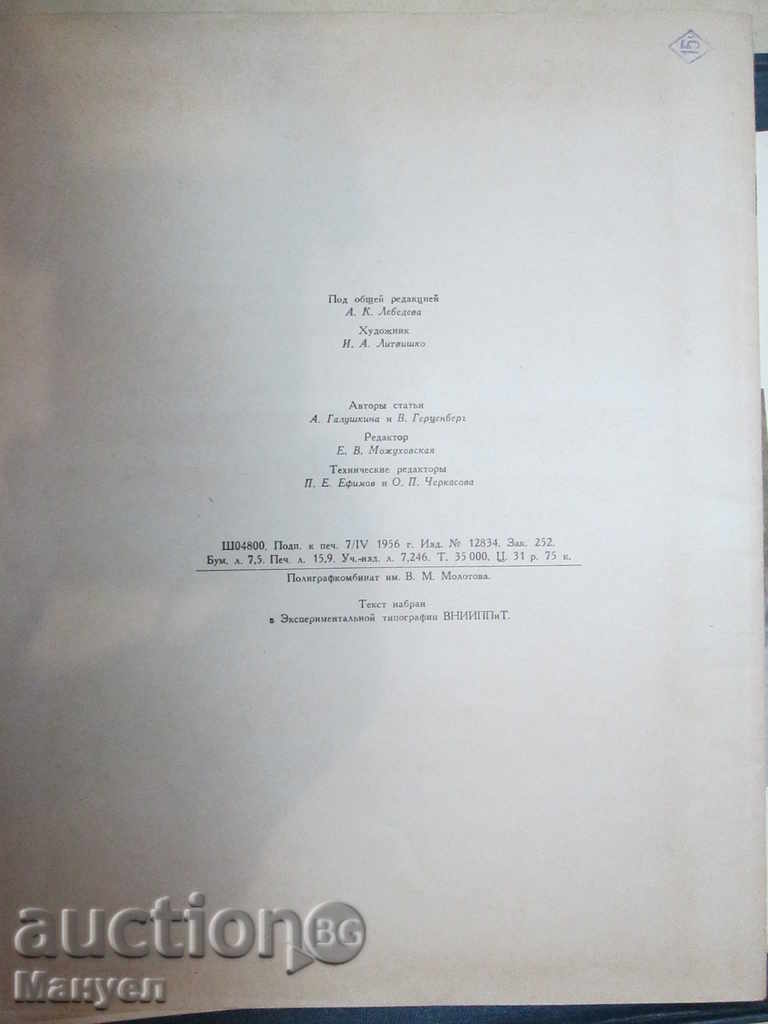 15
Под общей редакцией
А. К. Лебедева
Художник
И. А. Литвишко
Авторы статьи
А. Галушкина и В. Герценберг
Редактор
Е. В. Можуховская
Технические редакторы
П. Е. Ефимов и О. П. Черкасова
Ш04800. Подп. к печ. 7/IV 1956 г. Изд. № 12834. Зак. 252.
Бум. л. 7,5. Печ. л. 15,9. Уч.-изд. л. 7,246. Т. 35 000. Ц. 31 р. 75 к.
Полиграфкомбинат им. В. М. Молотова.
Текст набран
в Экспериментальной типографии ВНИИППиТ.
auction BG
Мануел